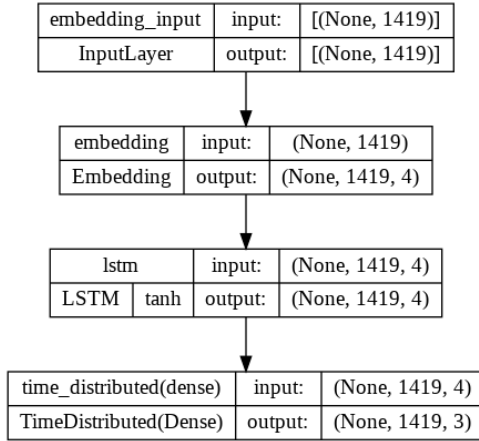 embedding_input input: [(None, 1419)]
InputLayer output: [(None, 1419)]
embedding input: (None, 1419)
Embedding output: (None, 1419, 4)
lstm input: (None, 1419, 4)
LSTM tanh output: (None, 1419, 4)
time_distributed(dense) input: (None, 1419, 4)
TimeDistributed(Dense) output: (None, 1419, 3)